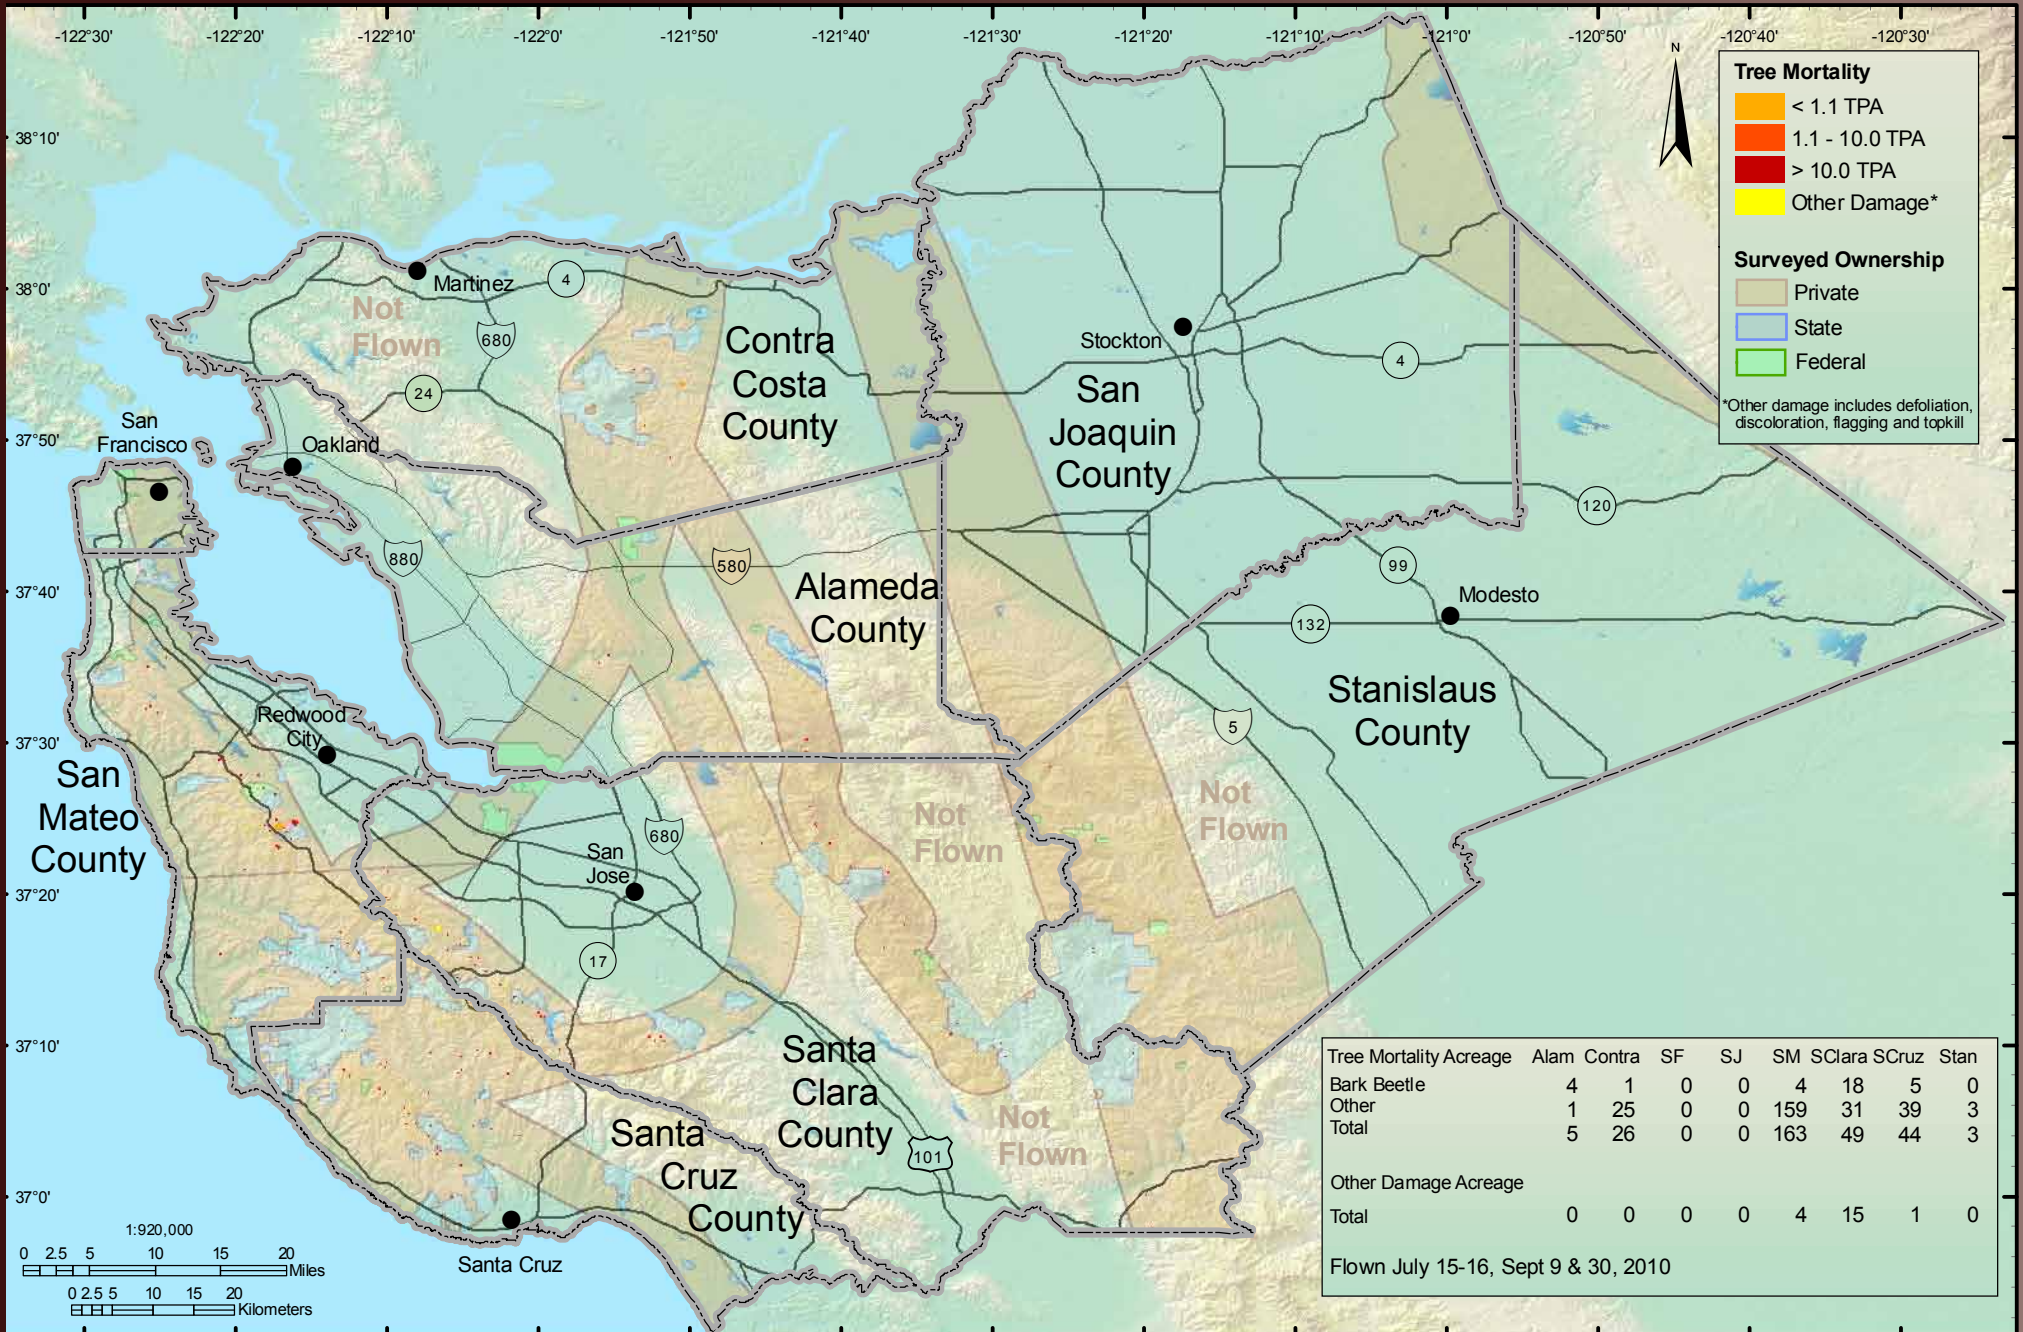 -122°30' -122°20' -122°10' -122°0' -121°50' -121°40' -121°30' -121°20' -121°10' -121°0' -120°50' -120°40' -120°30'
N
38°10'
38°0'
37°50'
37°40'
37°30'
37°20'
37°10'
37°0'
Tree Mortality
< 1.1 TPA
1.1 - 10.0 TPA
> 10.0 TPA
Other Damage*
Surveyed Ownership
Private
State
Federal
*Other damage includes defoliation,
discoloration, flagging and topkill
Martinez
4
Not
Flown
680
24
Contra
Costa
County
Stockton
4
San
Joaquin
County
San
Francisco
Oakland
120
880
580
Alameda
County
99
Modesto
132
Stanislaus
County
5
Redwood
City
San
Mateo
County
Not
Flown
Not
Flown
680
San
Jose
17
Santa
Clara
County
Santa
Cruz
County
Not
Flown
101
Santa Cruz
1:920,000
0 2.5 5 10 15 20
Miles
0 2.5 5 10 15 20
Kilometers
Tree Mortality Acreage Alam Contra SF SJ SM SClara SCruz Stan
Bark Beetle 4 1 0 0 4 18 5 0
Other 1 25 0 0 159 31 39 3
Total 5 26 0 0 163 49 44 3
Other Damage Acreage
Total 0 0 0 0 4 15 1 0
Flown July 15-16, Sept 9 & 30, 2010